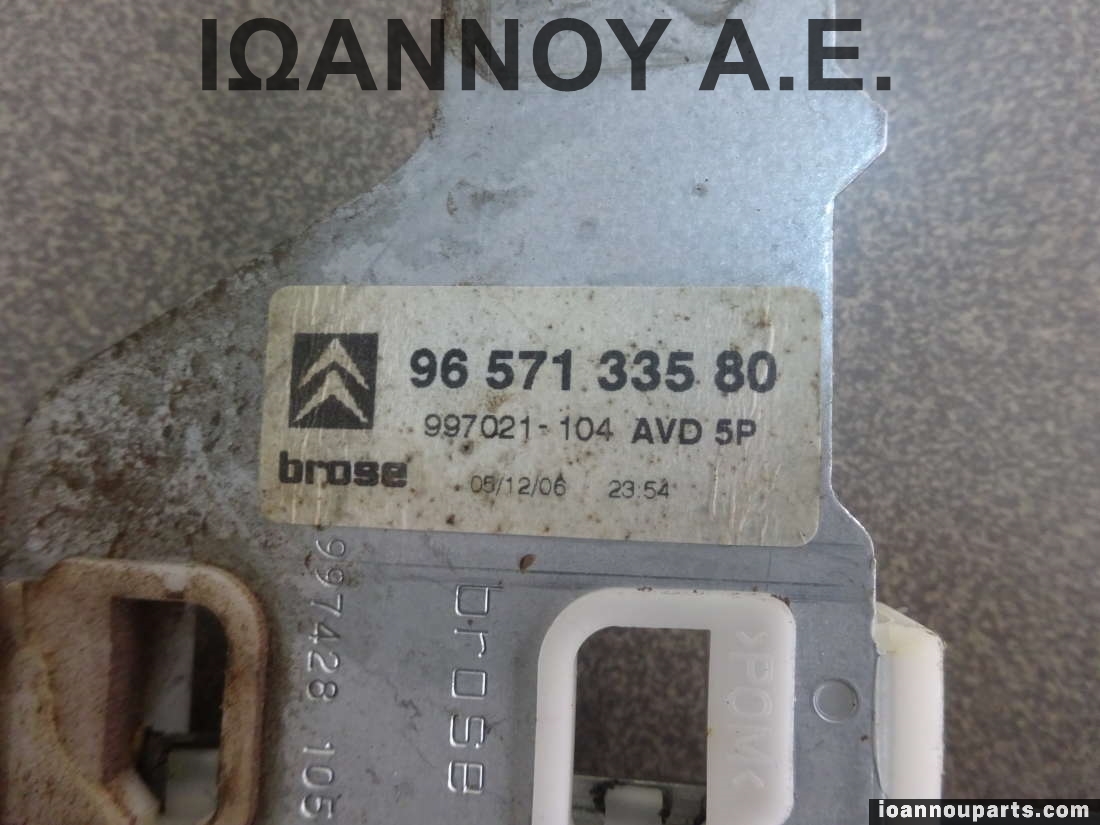 ΙΩΑΝΝΟΥ Α.Ε.
96 571 335 80
997021-104 AVD 5P
brose
05/12/06 23:54
997428 105
brose
>POM<
ioannouparts.com